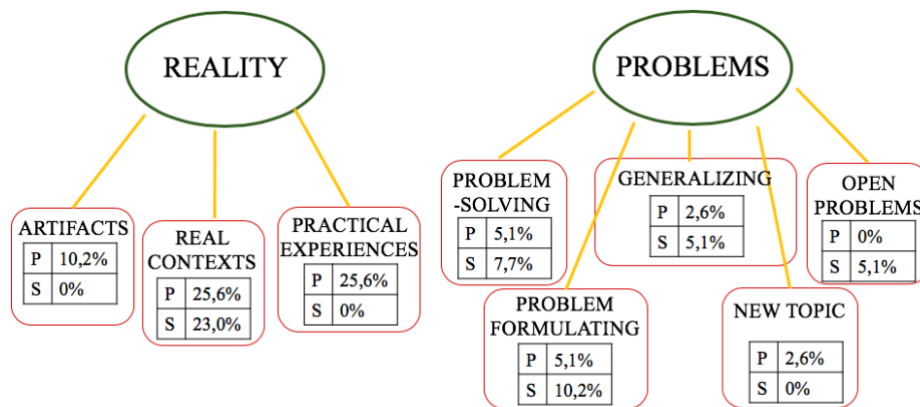 REALITY
ARTIFACTS
P 10,2%
S 0%
REAL
CONTEXTS
P 25,6%
S 23,0%
PRACTICAL
EXPERIENCES
P 25,6%
S 0%
PROBLEMS
PROBLEM
-SOLVING
P 5,1%
S 7,7%
PROBLEM
FORMULATING
P 5,1%
S 10,2%
GENERALIZING
P 2,6%
S 5,1%
NEW TOPIC
P 2,6%
S 0%
OPEN
PROBLEMS
P 0%
S 5,1%